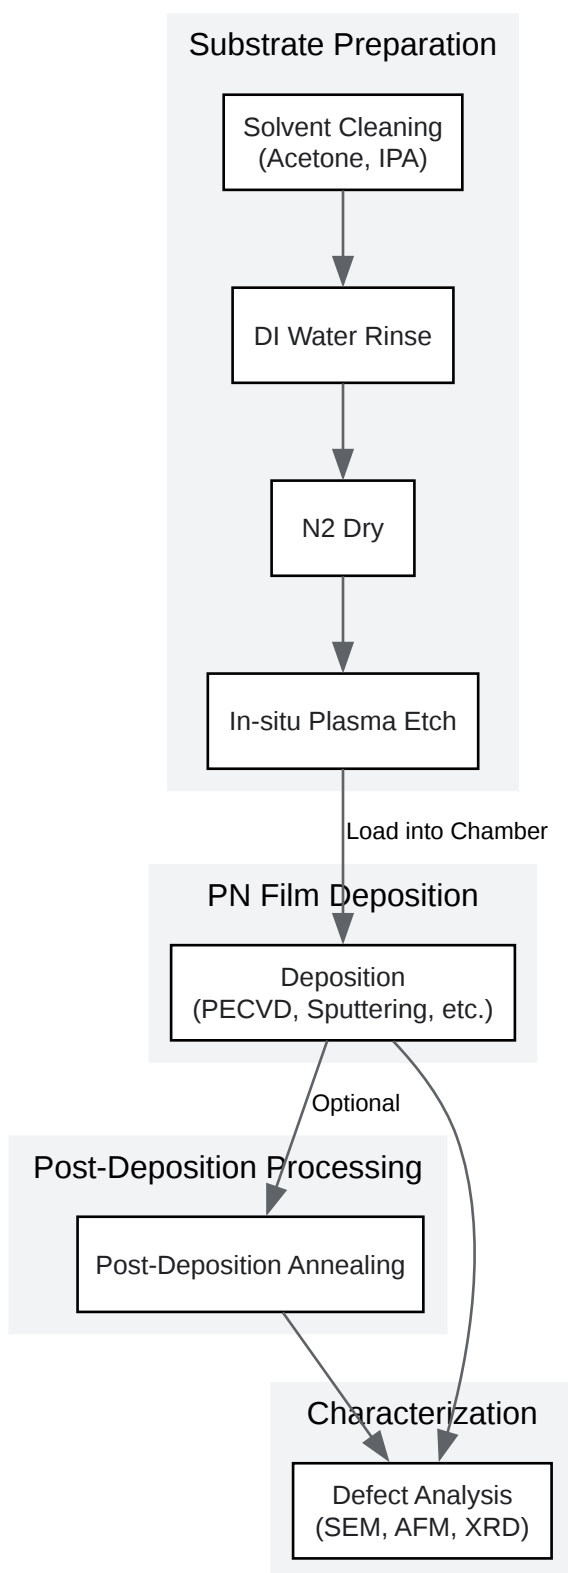 Substrate Preparation
Solvent Cleaning
(Acetone, IPA)
DI Water Rinse
N2 Dry
In-situ Plasma Etch
Load into Chamber
PN Film Deposition
Deposition
(PECVD, Sputtering, etc.)
Optional
Post-Deposition Processing
Post-Deposition Annealing
Characterization
Defect Analysis
(SEM, AFM, XRD)